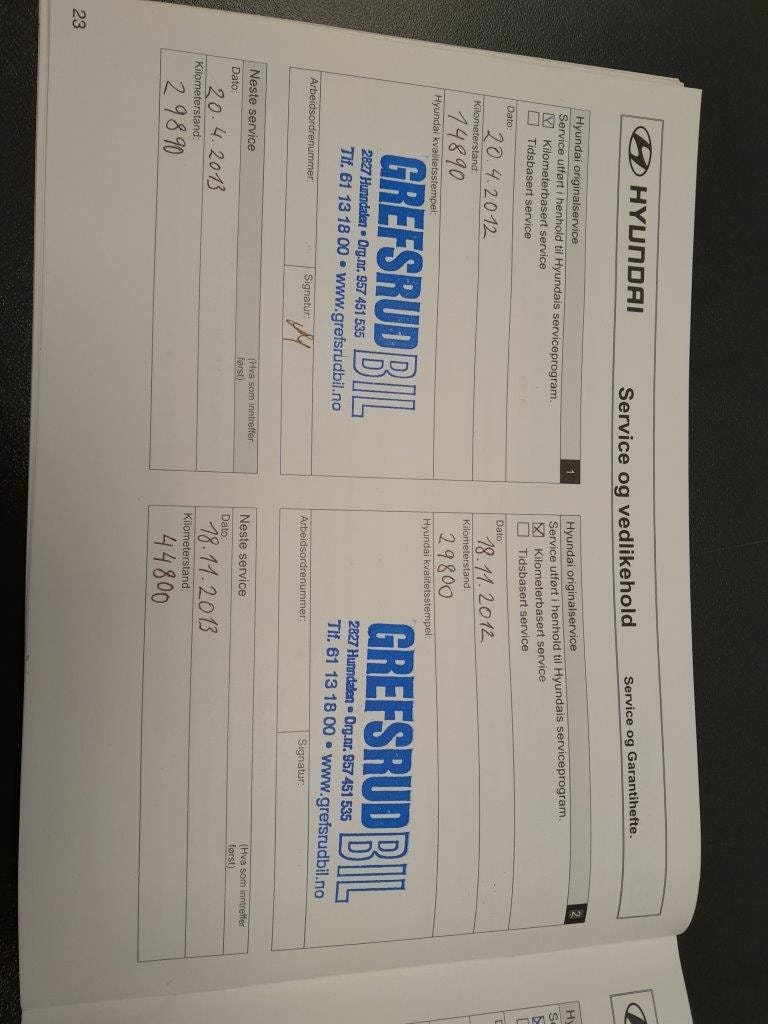 HYUNDAI Service og vedlikehold Service og Garantihefte.
Hyundai originalservice 1
Service utført i henhold til Hyundais serviceprogram.
☒ Kilometerbasert service
☐ Tidsbasert service
Dato:
20.4.2012
Kilometerstand:
14890
Hyundai kvalitetsstempel:
GREFSRUD BIL
2827 Hunndalen • Org.nr. 957 451 535
Tlf. 61 13 18 00 • www.grefsrudbil.no
Arbeidsordrenummer:
Signatur:
Neste service
(Hva som inntreffer
først)
Dato:
20.4.2013
Kilometerstand:
29890
Hyundai originalservice 2
Service utført i henhold til Hyundais serviceprogram.
☒ Kilometerbasert service
☐ Tidsbasert service
Dato:
18.11.2012
Kilometerstand:
29800
Hyundai kvalitetsstempel:
GREFSRUD BIL
2827 Hunndalen • Org.nr. 957 451 535
Tlf. 61 13 18 00 • www.grefsrudbil.no
Arbeidsordrenummer:
Signatur:
Neste service
(Hva som inntreffer
først)
Dato:
18.11.2013
Kilometerstand:
44800
23